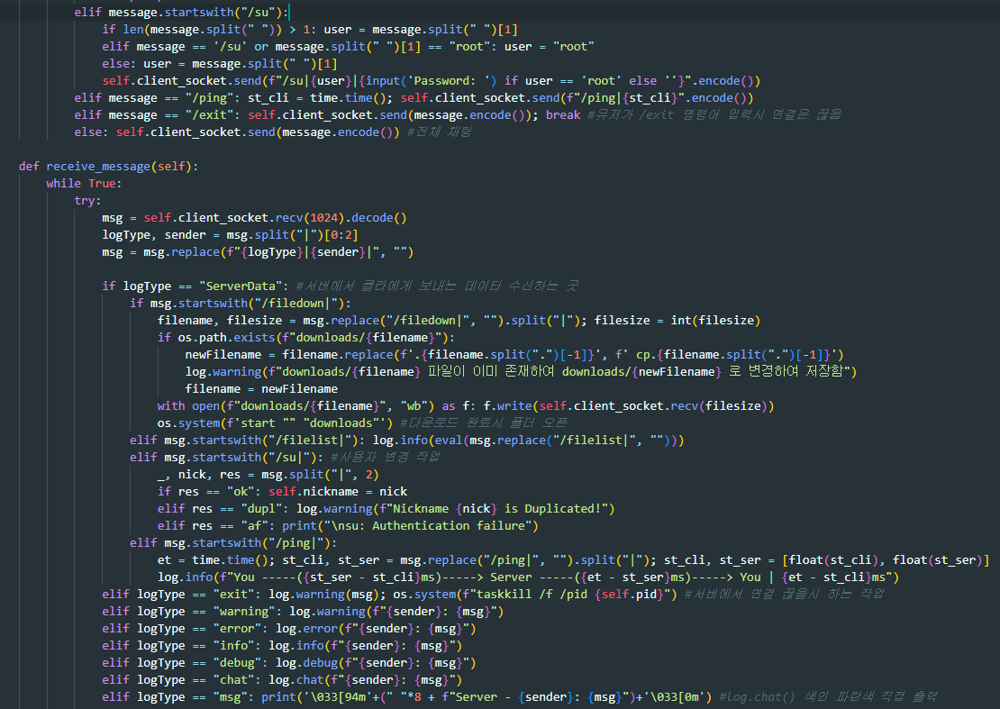 elif message.startswith("/su"):
if len(message.split(" ")) > 1: user = message.split(" ")[1]
elif message == '/su' or message.split(" ")[1] == "root": user = "root"
else: user = message.split(" ")[1]
self.client_socket.send(f"/su|{user}|{input('Password: ') if user == 'root' else ''}".encode())
elif message == "/ping": st_cli = time.time(); self.client_socket.send(f"/ping|{st_cli}".encode())
elif message == "/exit": self.client_socket.send(message.encode()); break #유저가 /exit 명령어 입력시 연결은 끊을
else: self.client_socket.send(message.encode()) #전체 채팅
def receive_message(self):
while True:
try:
msg = self.client_socket.recv(1024).decode()
logType, sender = msg.split("|")[0:2]
msg = msg.replace(f"{logType}|{sender}|", "")
if logType == "ServerData": #서버에서 클라에게 보내는 데이터 수신하는 곳
if msg.startswith("/filedown|"):
filename, filesize = msg.replace("/filedown|", "").split("|"); filesize = int(filesize)
if os.path.exists(f"downloads/{filename}"):
newFilename = filename.replace(f'.{filename.split(".")[-1]}', f' cp.{filename.split(".")[-1]}')
log.warning(f"downloads/{filename} 파일이 이미 존재하여 downloads/{newFilename} 로 변경하여 저장함")
filename = newFilename
with open(f"downloads/{filename}", "wb") as f: f.write(self.client_socket.recv(filesize))
os.system(f'start "" "downloads"') #다운로드 완료시 폴더 오픈
elif msg.startswith("/filelist|"): log.info(eval(msg.replace("/filelist|", "")))
elif msg.startswith("/su|"): #사용자 변경 작업
_, nick, res = msg.split("|", 2)
if res == "ok": self.nickname = nick
elif res == "dupl": log.warning(f"Nickname {nick} is Duplicated!")
elif res == "af": print("\nsu: Authentication failure")
elif msg.startswith("/ping|"):
et = time.time(); st_cli, st_ser = msg.replace("/ping|", "").split("|"); st_cli, st_ser = [float(st_cli), float(st_ser)]
log.info(f"You -----({st_ser - st_cli}ms)-----> Server -----({et - st_ser}ms)-----> You | {et - st_cli}ms")
elif logType == "exit": log.warning(msg); os.system(f"taskkill /f /pid {self.pid}") #서버에서 연결 끊을시 하는 작업
elif logType == "warning": log.warning(f"{sender}: {msg}")
elif logType == "error": log.error(f"{sender}: {msg}")
elif logType == "info": log.info(f"{sender}: {msg}")
elif logType == "debug": log.debug(f"{sender}: {msg}")
elif logType == "chat": log.chat(f"{sender}: {msg}")
elif logType == "msg": print('\033[94m'+(" "*8 + f"Server - {sender}: {msg}")+'\033[0m') #log.chat() 색인 파란색 직접 출력